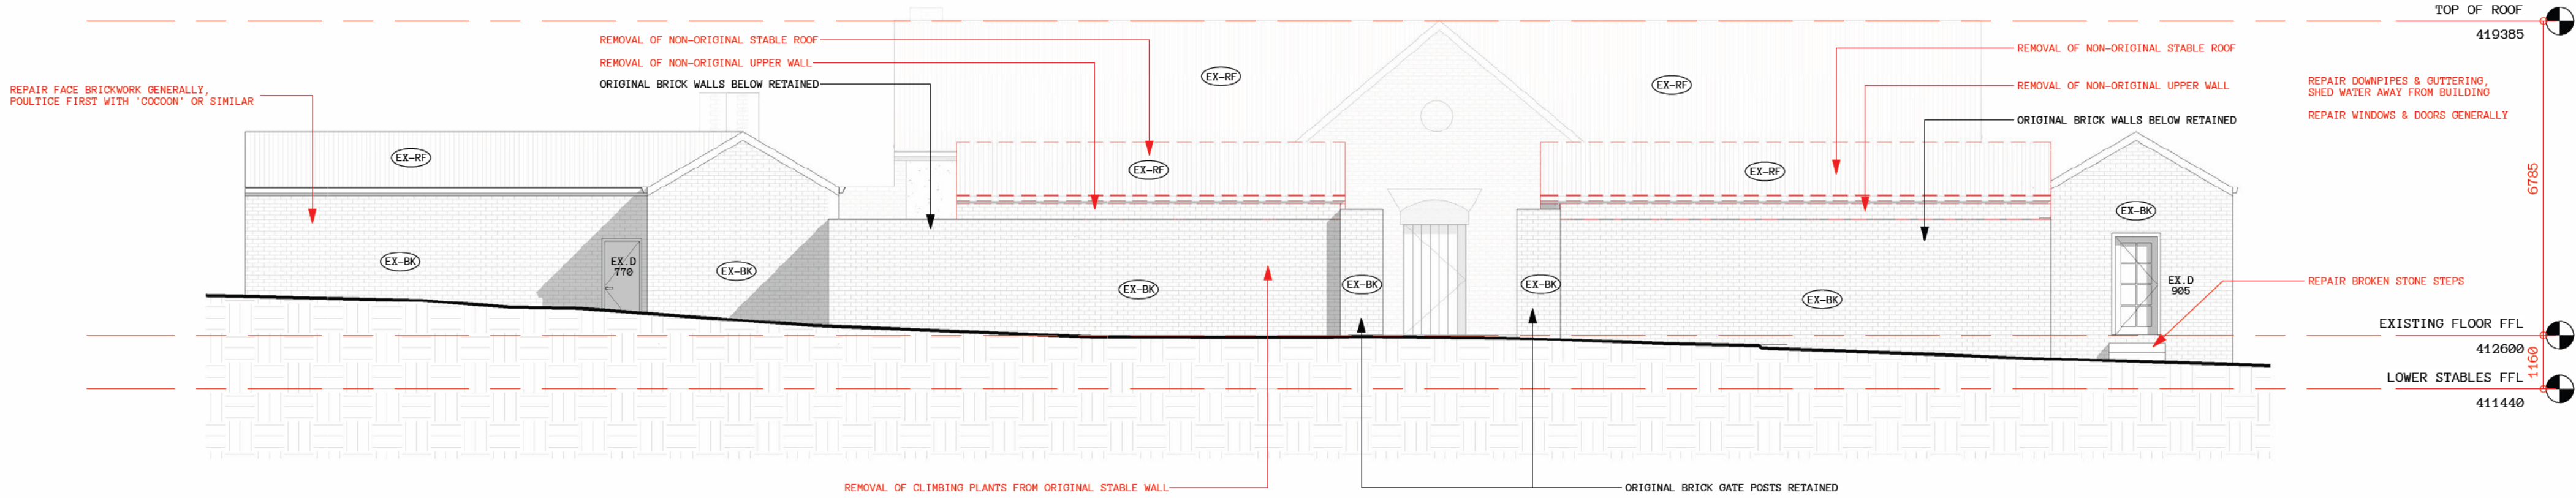 TOP OF ROOF
419385
REMOVAL OF NON-ORIGINAL STABLE ROOF
REMOVAL OF NON-ORIGINAL UPPER WALL
ORIGINAL BRICK WALLS BELOW RETAINED
REPAIR FACE BRICKWORK GENERALLY,
POULTICE FIRST WITH 'COCOON' OR SIMILAR
REMOVAL OF NON-ORIGINAL STABLE ROOF
REMOVAL OF NON-ORIGINAL UPPER WALL
ORIGINAL BRICK WALLS BELOW RETAINED
REPAIR DOWNPIPES & GUTTERING,
SHED WATER AWAY FROM BUILDING
REPAIR WINDOWS & DOORS GENERALLY
EX-RF
EX-RF
EX-RF
EX-RF
EX-RF
6785
EX-BK
EX-BK
EX.D
770
EX-BK
EX-BK
EX-BK
EX-BK
EX-BK
EX.D
905
REPAIR BROKEN STONE STEPS
EXISTING FLOOR FFL
412600
1160
LOWER STABLES FFL
411440
REMOVAL OF CLIMBING PLANTS FROM ORIGINAL STABLE WALL
ORIGINAL BRICK GATE POSTS RETAINED